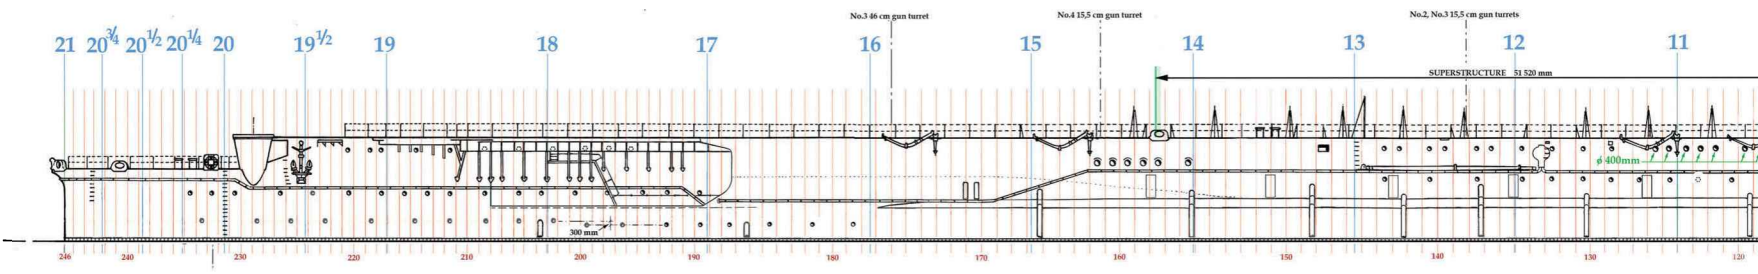 No.3 46 cm gun turret
No.4 15,5 cm gun turret
No.2, No.3 15,5 cm gun turrets
21 20¾ 20½ 20¼ 20 19½ 19 18 17 16 15 14 13 12 11
SUPERSTRUCTURE 51 520 mm
ø 400mm
300 mm
246 240 230 220 210 200 190 180 170 160 150 140 130 120